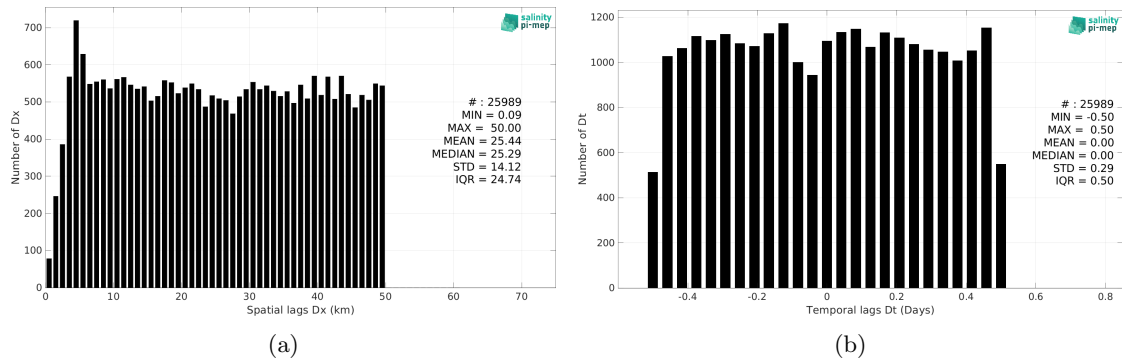 salinity
pi-mep
700
600
500
400
300
200
100
0
Number of Dx
# : 25989
MIN = 0.09
MAX = 50.00
MEAN = 25.44
MEDIAN = 25.29
STD = 14.12
IQR = 24.74
0 10 20 30 40 50 60 70
Spatial lags Dx (km)
(a)
salinity
pi-mep
1200
1000
800
600
400
200
0
Number of Dt
# : 25989
MIN = -0.50
MAX = 0.50
MEAN = 0.00
MEDIAN = 0.00
STD = 0.29
IQR = 0.50
-0.4 -0.2 0 0.2 0.4 0.6 0.8
Temporal lags Dt (Days)
(b)